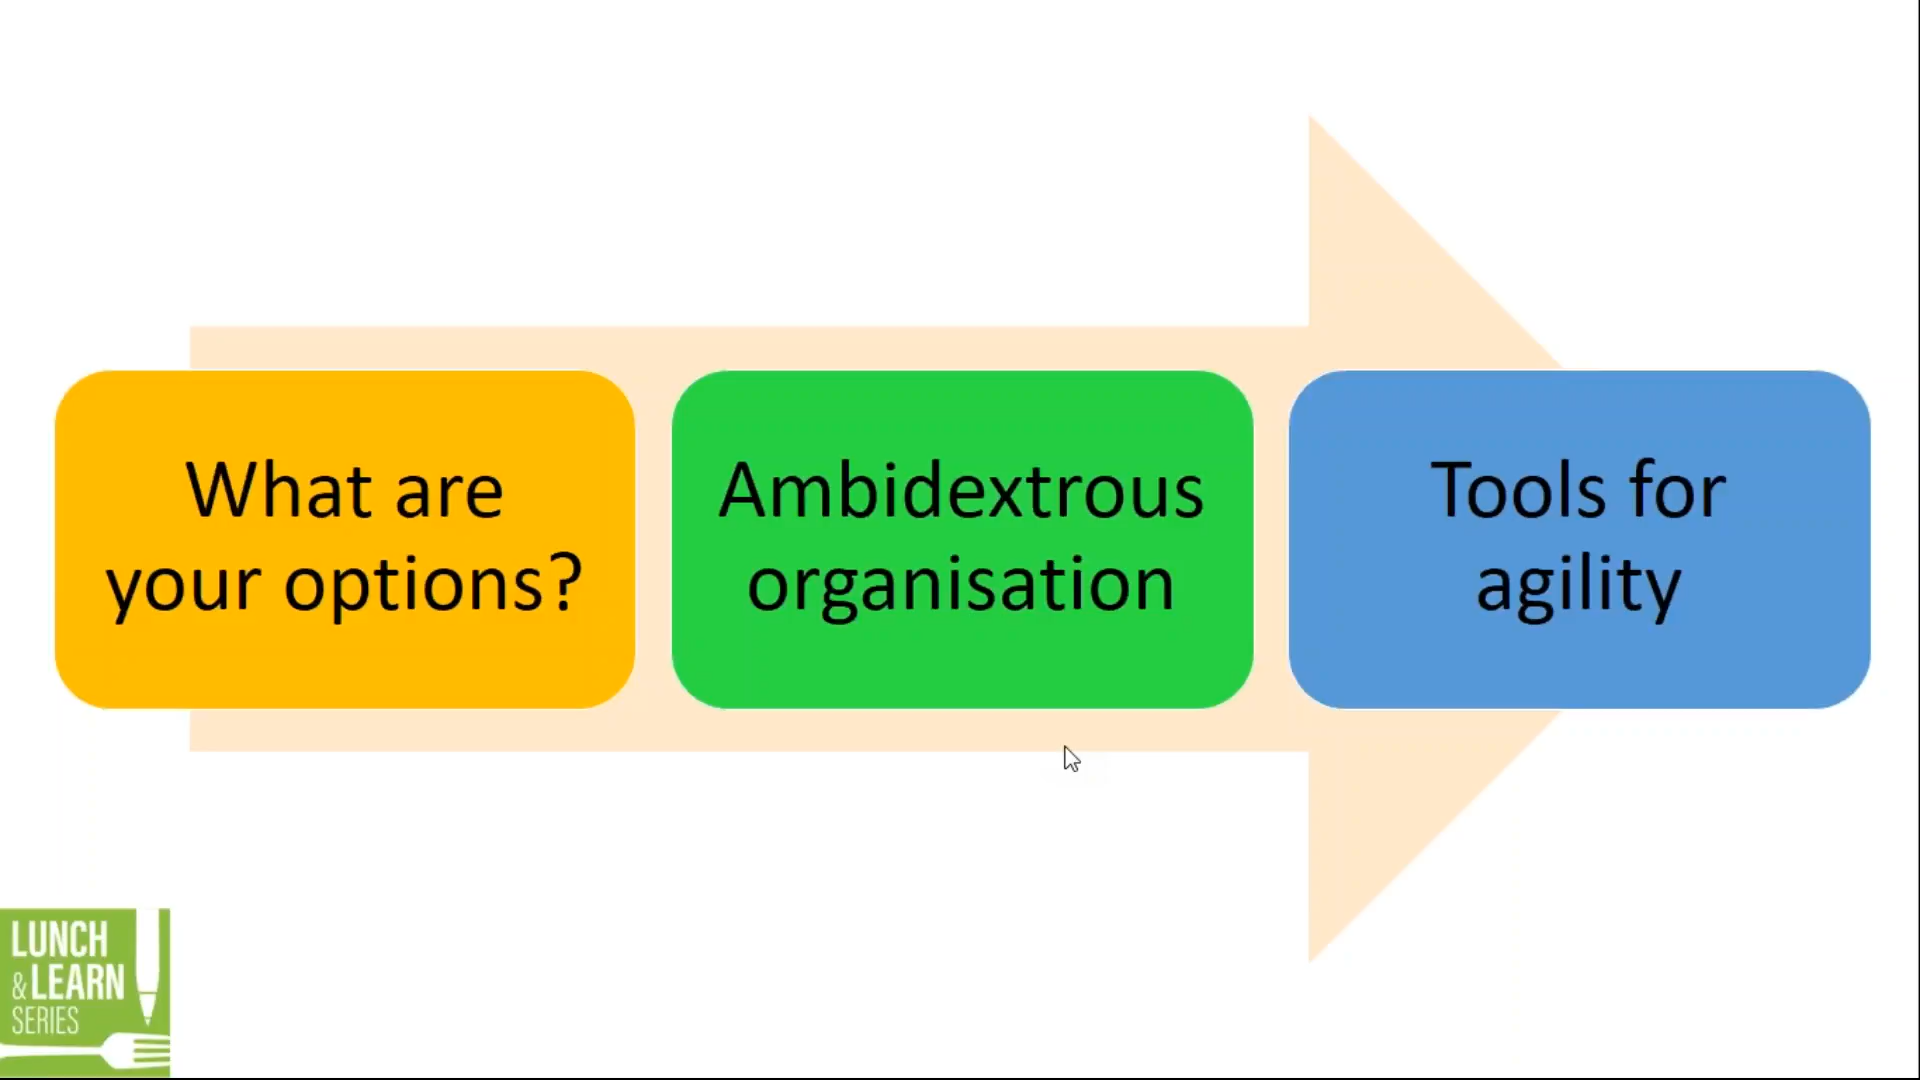 What are
your options?
Ambidextrous
organisation
Tools for
agility
LUNCH
& LEARN
SERIES